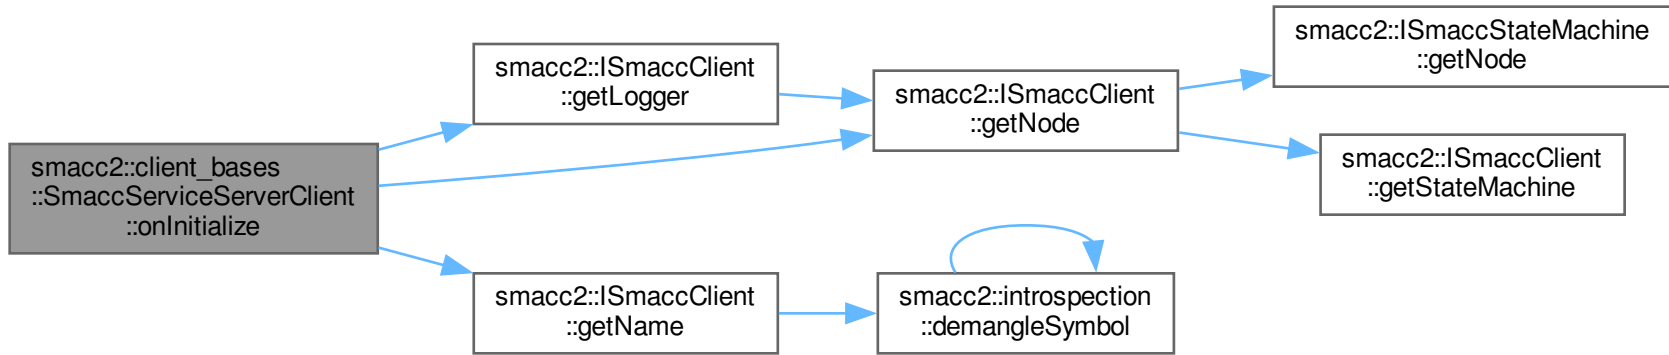 smacc2::client_bases
::SmaccServiceServerClient
::onInitialize
smacc2::ISmaccClient
::getLogger
smacc2::ISmaccClient
::getNode
smacc2::ISmaccStateMachine
::getNode
smacc2::ISmaccClient
::getStateMachine
smacc2::ISmaccClient
::getName
smacc2::introspection
::demangleSymbol